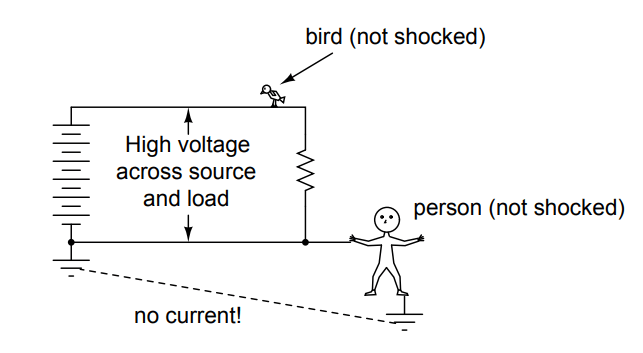 bird (not shocked)
High voltage
across source
and load
person (not shocked)
no current!